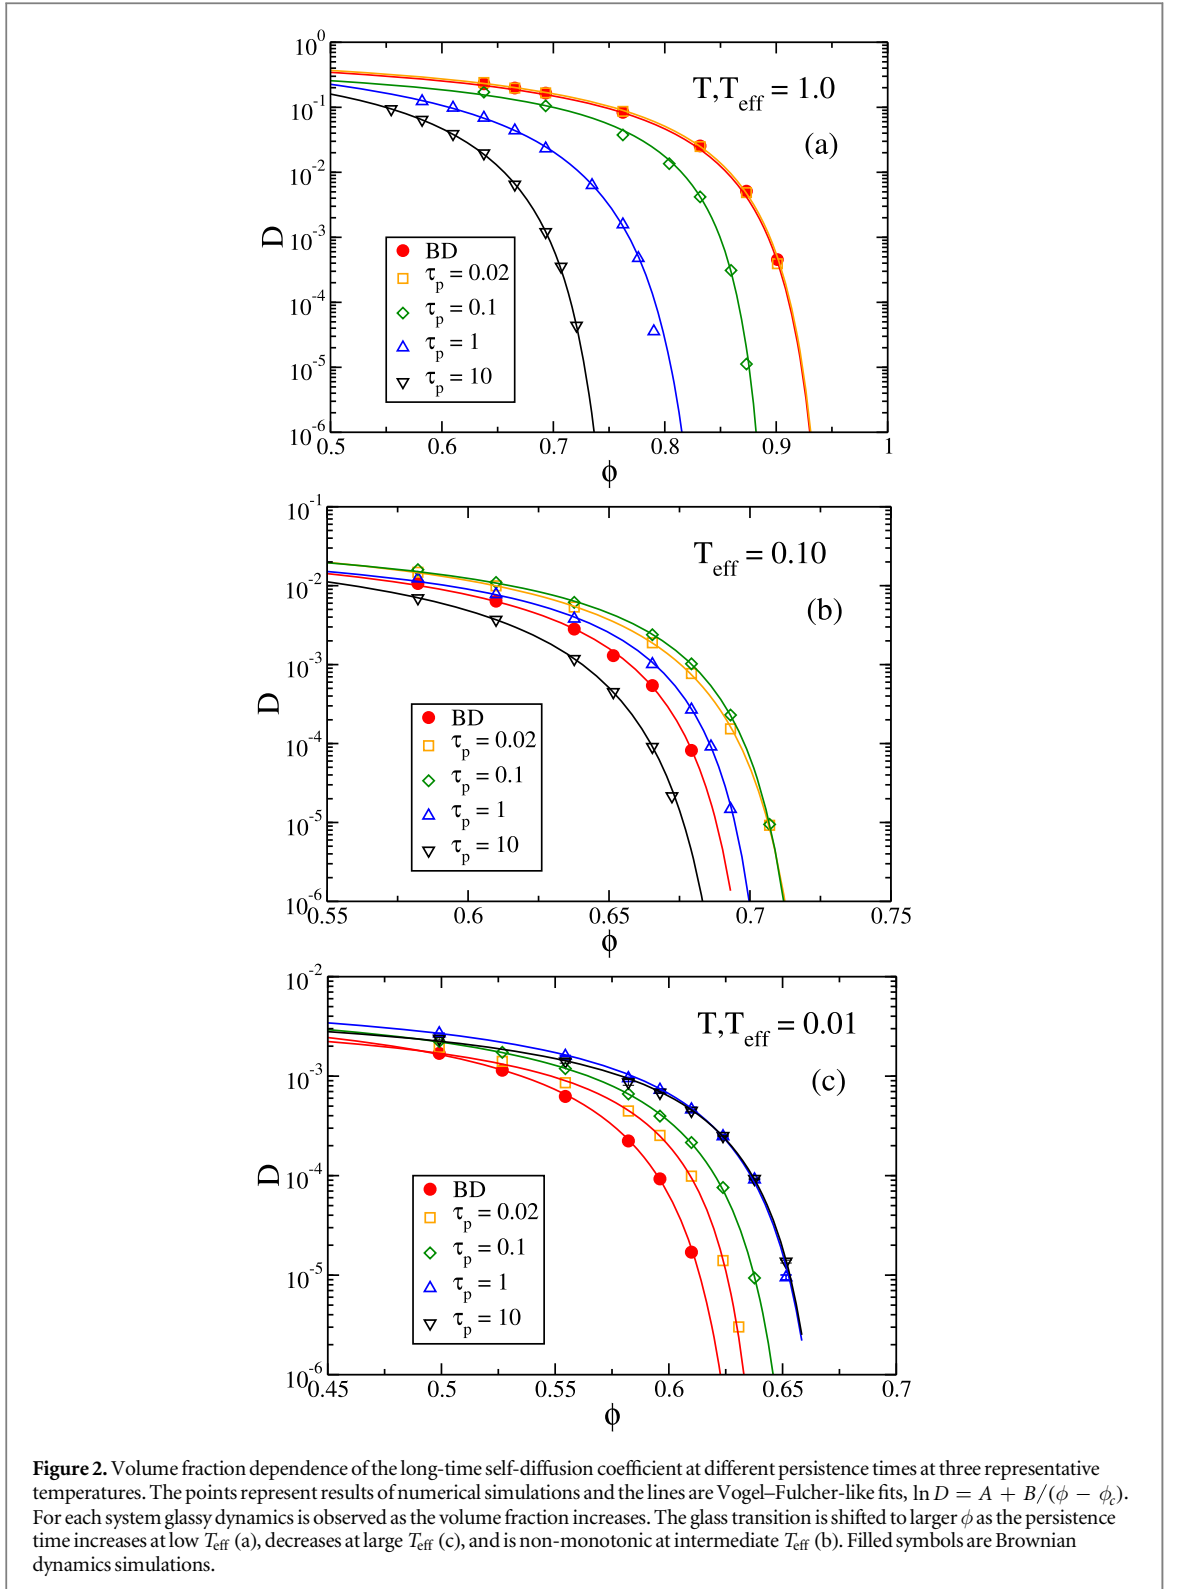 10^0
10^-1
10^-2
10^-3
10^-4
10^-5
10^-6
D
T,T_eff = 1.0
(a)
BD
τ_p = 0.02
τ_p = 0.1
τ_p = 1
τ_p = 10
0.5 0.6 0.7 0.8 0.9 1
ϕ
10^-1
10^-2
10^-3
10^-4
10^-5
10^-6
D
T_eff = 0.10
(b)
BD
τ_p = 0.02
τ_p = 0.1
τ_p = 1
τ_p = 10
0.55 0.6 0.65 0.7 0.75
ϕ
10^-2
10^-3
10^-4
10^-5
10^-6
D
T,T_eff = 0.01
(c)
BD
τ_p = 0.02
τ_p = 0.1
τ_p = 1
τ_p = 10
0.45 0.5 0.55 0.6 0.65 0.7
ϕ
Figure 2. Volume fraction dependence of the long-time self-diffusion coefficient at different persistence times at three representative
temperatures. The points represent results of numerical simulations and the lines are Vogel–Fulcher-like fits, ln D = A + B/(ϕ − ϕ_c).
For each system glassy dynamics is observed as the volume fraction increases. The glass transition is shifted to larger ϕ as the persistence
time increases at low T_eff (a), decreases at large T_eff (c), and is non-monotonic at intermediate T_eff (b). Filled symbols are Brownian
dynamics simulations.